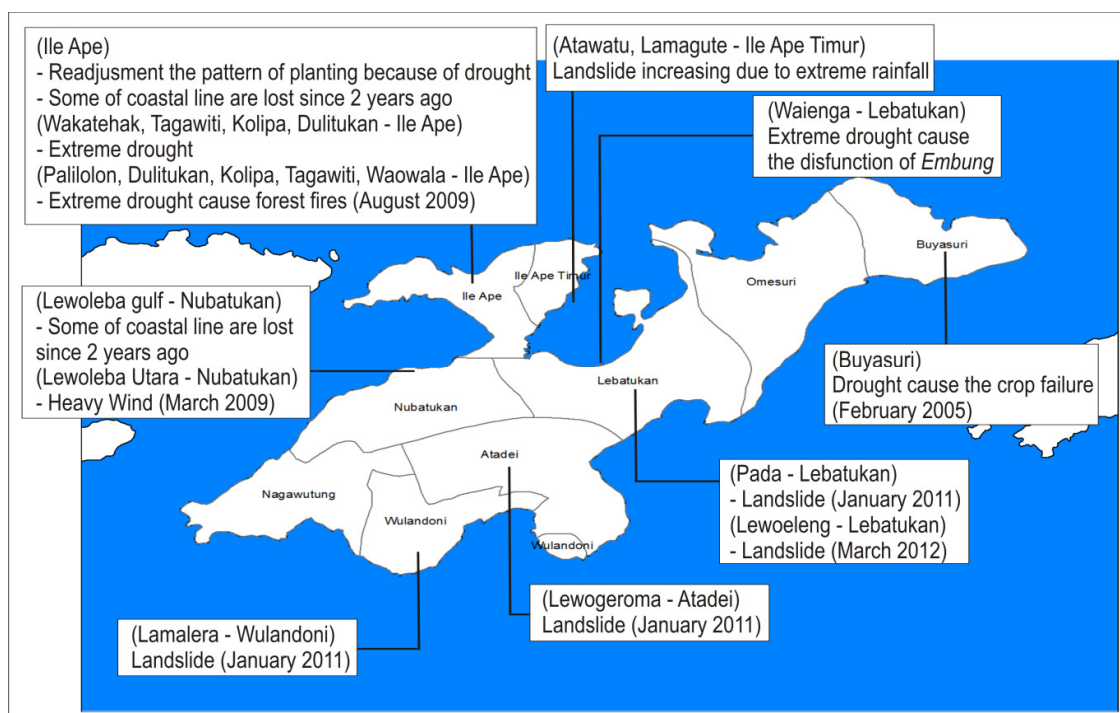 (Ile Ape)
- Readjusment the pattern of planting because of drought
- Some of coastal line are lost since 2 years ago
(Wakatehak, Tagawiti, Kolipa, Dulitukan - Ile Ape)
- Extreme drought
(Palilolon, Dulitukan, Kolipa, Tagawiti, Waowala - Ile Ape)
- Extreme drought cause forest fires (August 2009)
(Atawatu, Lamagute - Ile Ape Timur)
Landslide increasing due to extreme rainfall
(Waienga - Lebatukan)
Extreme drought cause
the disfunction of Embung
Buyasuri
Ile Ape Timur
Omesuri
Ile Ape
(Lewoleba gulf - Nubatukan)
- Some of coastal line are lost
since 2 years ago
(Lewoleba Utara - Nubatukan)
- Heavy Wind (March 2009)
(Buyasuri)
Drought cause the crop failure
(February 2005)
Lebatukan
Nubatukan
Atadei
Nagawutung
Wulandoni
Wulandoni
(Pada - Lebatukan)
- Landslide (January 2011)
(Lewoeleng - Lebatukan)
- Landslide (March 2012)
(Lewogeroma - Atadei)
Landslide (January 2011)
(Lamalera - Wulandoni)
Landslide (January 2011)